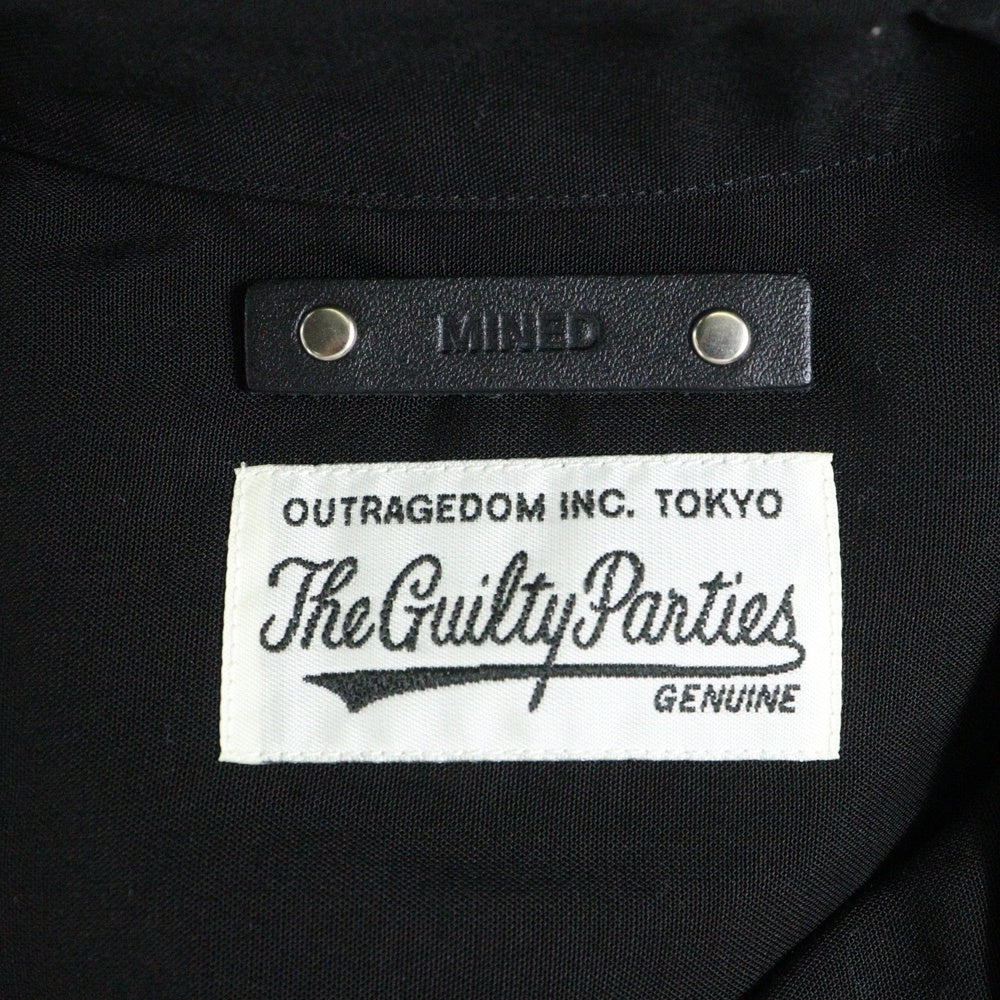 MINED
OUTRAGEDOM INC. TOKYO
The Guilty Parties
GENUINE